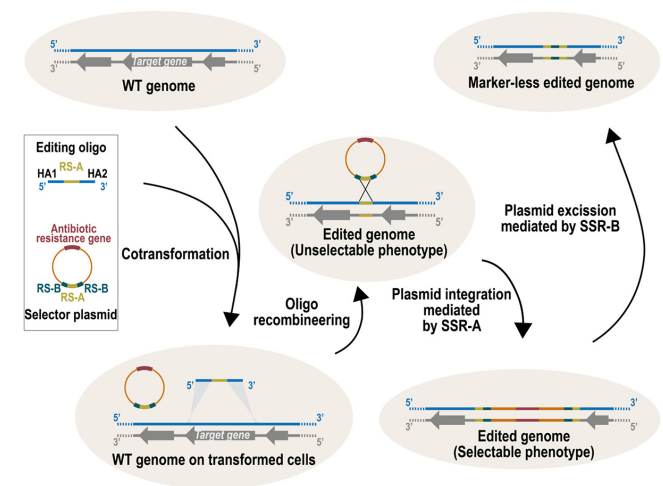 5' 3'
Target gene
3' 5'
WT genome
5' 3'
3' 5'
Marker-less edited genome
Editing oligo
RS-A
HA1 HA2
5' 3'
Antibiotic
resistance gene
RS-B RS-B
RS-A
Selector plasmid
Cotransformation
5' 3'
3' 5'
Edited genome
(Unselectable phenotype)
Plasmid excission
mediated by SSR-B
Oligo
recombineering
Plasmid integration
mediated
by SSR-A
5' 3'
5' 3'
Target gene
3' 5'
WT genome on transformed cells
5' 3'
3' 5'
Edited genome
(Selectable phenotype)